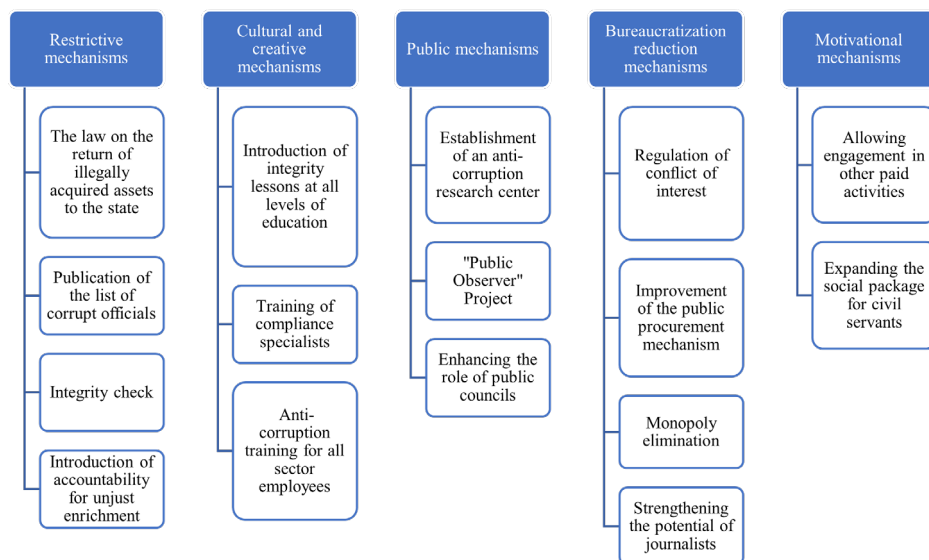 Restrictive
mechanisms
The law on the
return of
illegally
acquired assets
to the state
Publication of
the list of
corrupt officials
Integrity check
Introduction of
accountability
for unjust
enrichment
Cultural and
creative
mechanisms
Introduction of
integrity
lessons at all
levels of
education
Training of
compliance
specialists
Anti-
corruption
training for all
sector
employees
Public mechanisms
Establishment
of an anti-
corruption
research center
"Public
Observer"
Project
Enhancing the
role of public
councils
Bureaucratization
reduction
mechanisms
Regulation of
conflict of
interest
Improvement
of the public
procurement
mechanism
Monopoly
elimination
Strengthening
the potential of
journalists
Motivational
mechanisms
Allowing
engagement in
other paid
activities
Expanding the
social package
for civil
servants